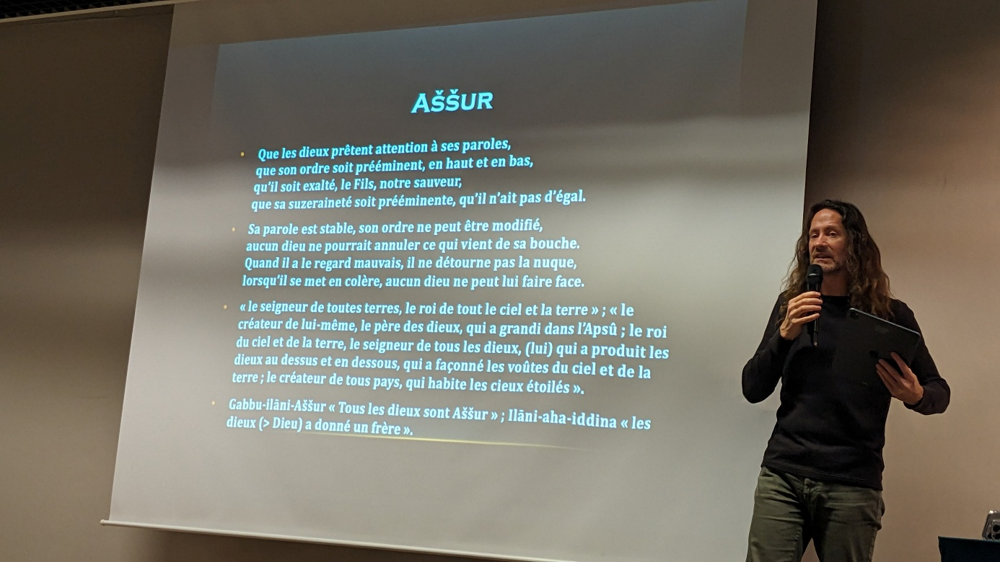 AŠŠUR
• Que les dieux prêtent attention à ses paroles,
que son ordre soit prééminent, en haut et en bas,
qu'il soit exalté, le Fils, notre sauveur,
que sa suzeraineté soit prééminente, qu'il n'ait pas d'égal.
• Sa parole est stable, son ordre ne peut être modifié,
aucun dieu ne pourrait annuler ce qui vient de sa bouche.
Quand il a le regard mauvais, il ne détourne pas la nuque,
lorsqu'il se met en colère, aucun dieu ne peut lui faire face.
• « le seigneur de toutes terres, le roi de tout le ciel et la terre » ; « le
créateur de lui-même, le père des dieux, qui a grandi dans l'Apsû ; le roi
du ciel et de la terre, le seigneur de tous les dieux, (lui) qui a produit les
dieux au dessus et en dessous, qui a façonné les voûtes du ciel et de la
terre ; le créateur de tous pays, qui habite les cieux étoilés ».
• Gabbu-ilāni-Aššur « Tous les dieux sont Aššur » ; Ilāni-aha-iddina « les
dieux (> Dieu) a donné un frère ».